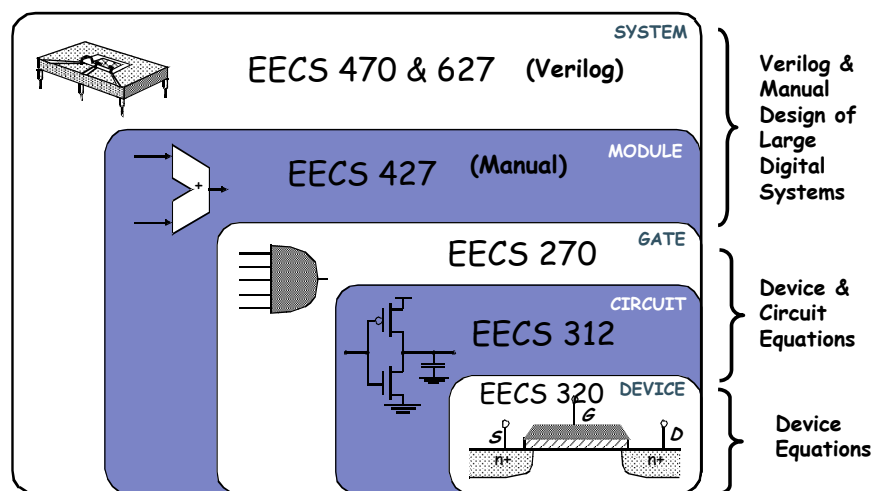 SYSTEM
EECS 470 & 627 (Verilog)
MODULE
EECS 427 (Manual)
+
GATE
EECS 270
CIRCUIT
EECS 312
DEVICE
EECS 320
G
S
D
n+
n+
Verilog &
Manual
Design of
Large
Digital
Systems
Device &
Circuit
Equations
Device
Equations